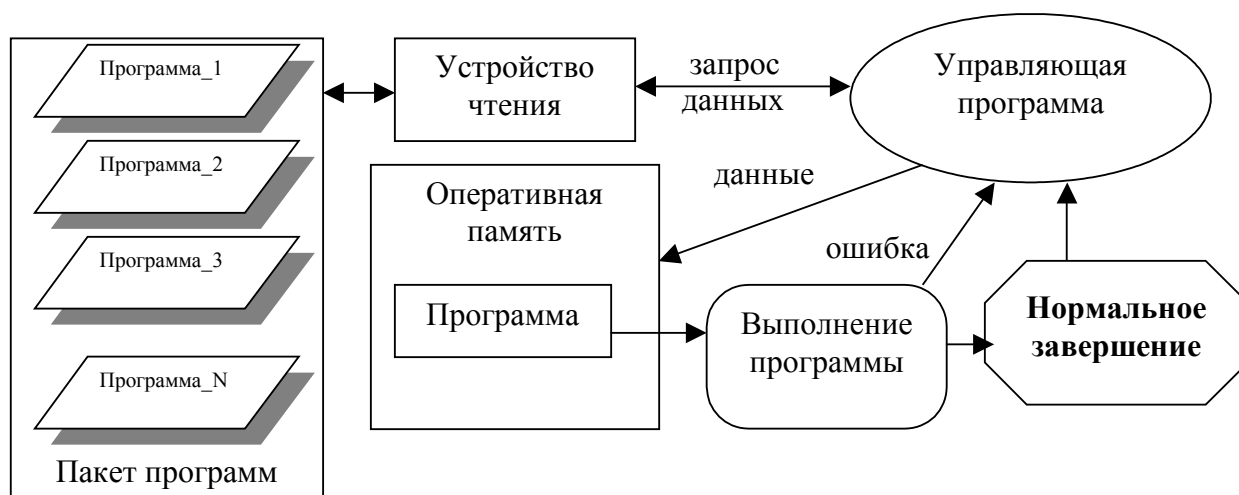 Программа_1
Программа_2
Программа_3
Программа_N
Пакет программ
Устройство
чтения
запрос
данных
Управляющая
программа
Оперативная
память
данные
Программа
ошибка
Выполнение
программы
Нормальное
завершение